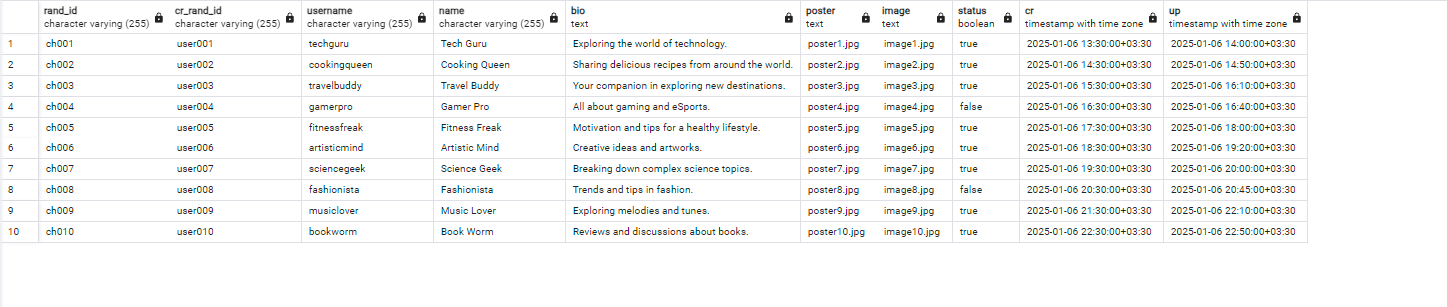 rand_id cr_rand_id username name bio poster image status cr up
character varying (255) character varying (255) character varying (255) character varying (255) text text text boolean timestamp with time zone timestamp with time zone
1 ch001 user001 techguru Tech Guru Exploring the world of technology. poster1.jpg image1.jpg true 2025-01-06 13:30:00+03:30 2025-01-06 14:00:00+03:30
2 ch002 user002 cookingqueen Cooking Queen Sharing delicious recipes from around the world. poster2.jpg image2.jpg true 2025-01-06 14:30:00+03:30 2025-01-06 14:50:00+03:30
3 ch003 user003 travelbuddy Travel Buddy Your companion in exploring new destinations. poster3.jpg image3.jpg true 2025-01-06 15:30:00+03:30 2025-01-06 16:10:00+03:30
4 ch004 user004 gamerpro Gamer Pro All about gaming and eSports. poster4.jpg image4.jpg false 2025-01-06 16:30:00+03:30 2025-01-06 16:40:00+03:30
5 ch005 user005 fitnessfreak Fitness Freak Motivation and tips for a healthy lifestyle. poster5.jpg image5.jpg true 2025-01-06 17:30:00+03:30 2025-01-06 18:00:00+03:30
6 ch006 user006 artisticmind Artistic Mind Creative ideas and artworks. poster6.jpg image6.jpg true 2025-01-06 18:30:00+03:30 2025-01-06 19:20:00+03:30
7 ch007 user007 sciencegeek Science Geek Breaking down complex science topics. poster7.jpg image7.jpg true 2025-01-06 19:30:00+03:30 2025-01-06 20:00:00+03:30
8 ch008 user008 fashionista Fashionista Trends and tips in fashion. poster8.jpg image8.jpg false 2025-01-06 20:30:00+03:30 2025-01-06 20:45:00+03:30
9 ch009 user009 musiclover Music Lover Exploring melodies and tunes. poster9.jpg image9.jpg true 2025-01-06 21:30:00+03:30 2025-01-06 22:10:00+03:30
10 ch010 user010 bookworm Book Worm Reviews and discussions about books. poster10.jpg image10.jpg true 2025-01-06 22:30:00+03:30 2025-01-06 22:50:00+03:30